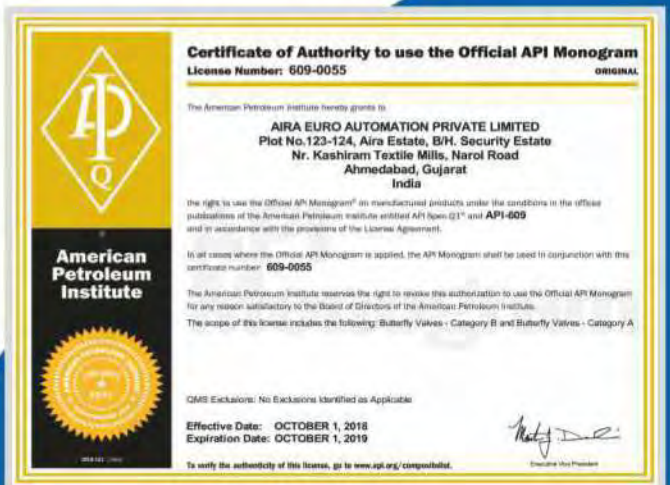 Certificate of Authority to use the Official API Monogram
License Number: 609-0055
ORIGINAL
The American Petroleum Institute hereby grants to
AIRA EURO AUTOMATION PRIVATE LIMITED
Plot No.123-124, Aira Estate, B/H. Security Estate
Nr. Kashiram Textile Mills, Narol Road
Ahmedabad, Gujarat
India
the right to use the Official API Monogram® on manufactured products under the conditions in the official
publications of the American Petroleum Institute entitled API Spec Q1® and API-609
and in accordance with the provisions of the License Agreement.
In all cases where the Official API Monogram is applied, the API Monogram shall be used in conjunction with this
certificate number: 609-0055
The American Petroleum Institute reserves the right to revoke this authorization to use the Official API Monogram
for any reason satisfactory to the Board of Directors of the American Petroleum Institute.
The scope of this license includes the following: Butterfly Valves - Category B and Butterfly Valves - Category A
QMS Exclusions: No Exclusions Identified as Applicable
Effective Date: OCTOBER 1, 2018
Expiration Date: OCTOBER 1, 2019
To verify the authenticity of this license, go to www.api.org/compositelist.
Executive Vice President
API
Q
American
Petroleum
Institute